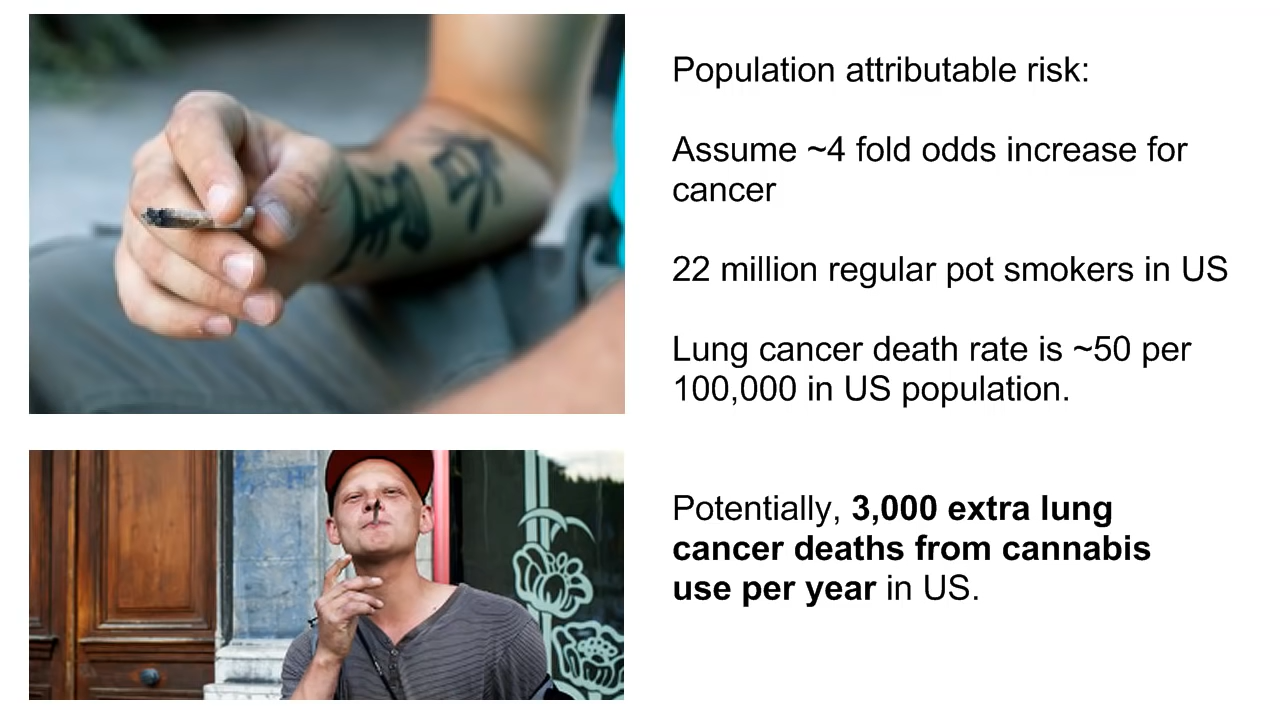 Population attributable risk:
Assume ~4 fold odds increase for
cancer
22 million regular pot smokers in US
Lung cancer death rate is ~50 per
100,000 in US population.
Potentially, 3,000 extra lung
cancer deaths from cannabis
use per year in US.